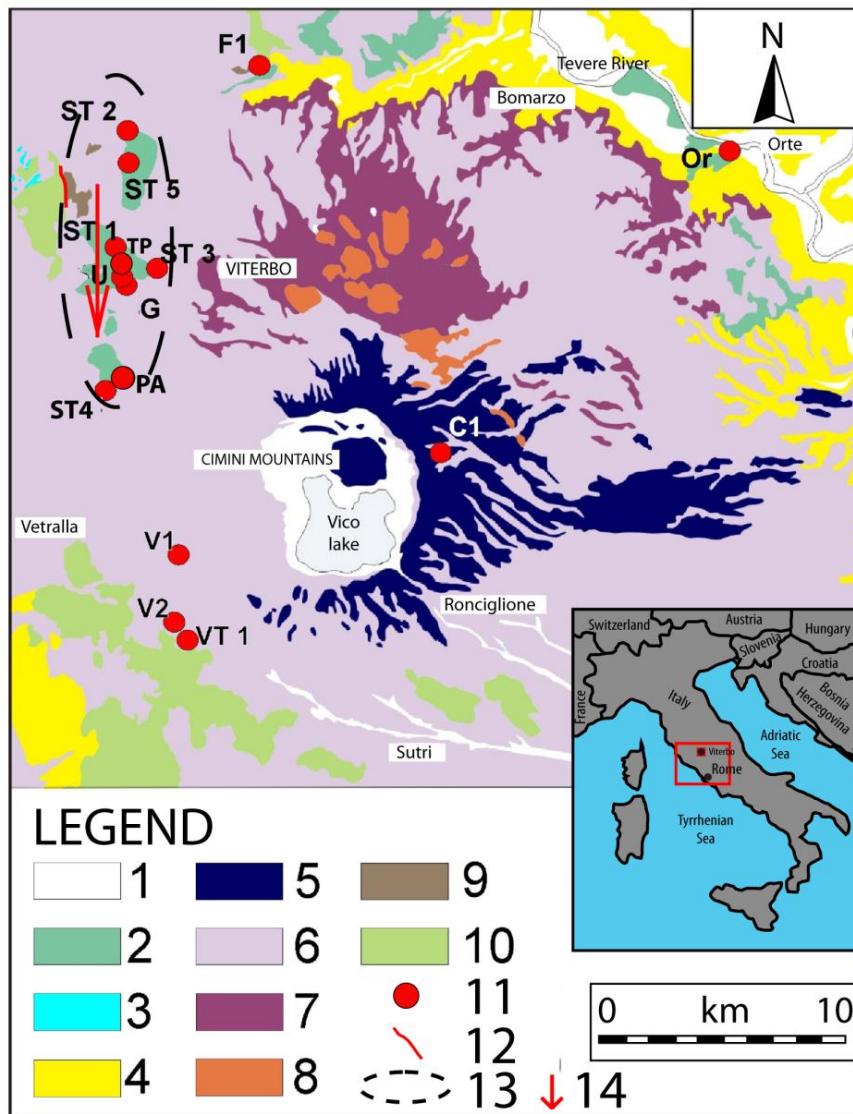 F1
N
Tevere River
Bomarzo
ST 2
Or
Orte
ST 5
ST 1
TP
ST 3
VITERBO
U
G
PA
ST4
C1
CIMINI MOUNTAINS
Vico
lake
Vetralla
V1
V2
VT 1
Ronciglione
Sutri
Switzerland
Austria
Hungary
Slovenia
Croatia
Bosnia
Herzegovina
France
Italy
Adriatic
Sea
Viterbo
Rome
Tyrrhenian
Sea
LEGEND
1
5
9
2
6
10
3
7
11
12
4
8
13
14
0 km 10